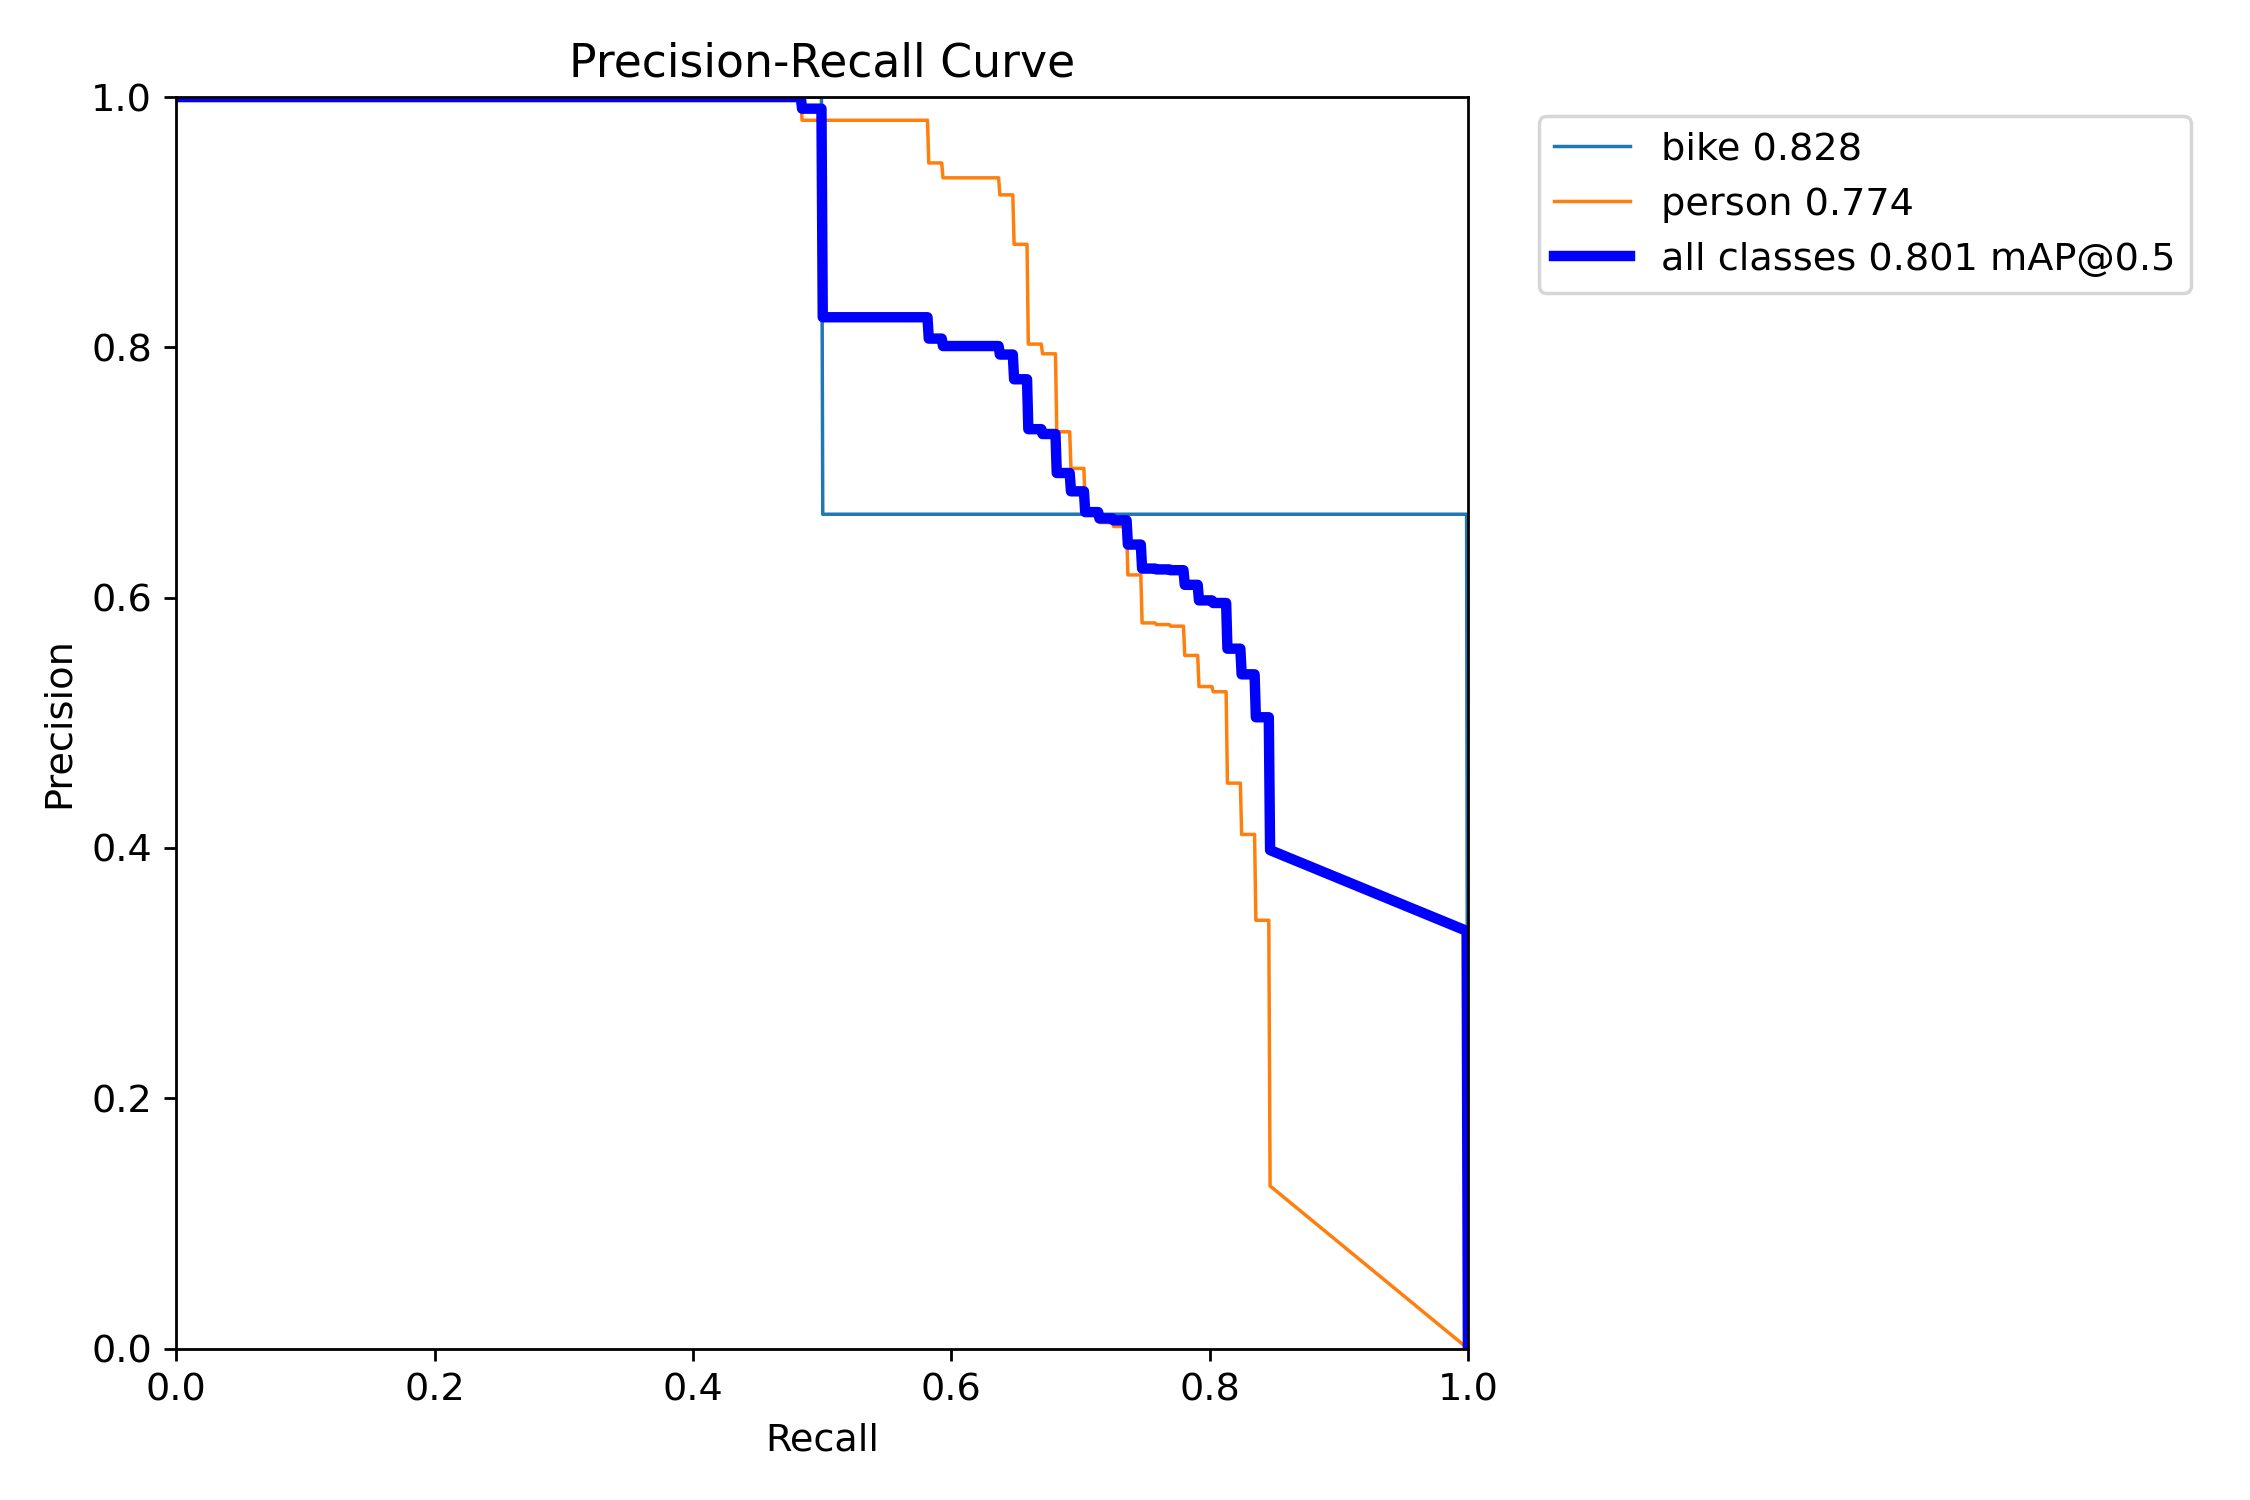 Precision-Recall Curve
1.0
0.8
0.6
0.4
0.2
0.0
Precision
0.0 0.2 0.4 0.6 0.8 1.0
Recall
bike 0.828
person 0.774
all classes 0.801 mAP@0.5